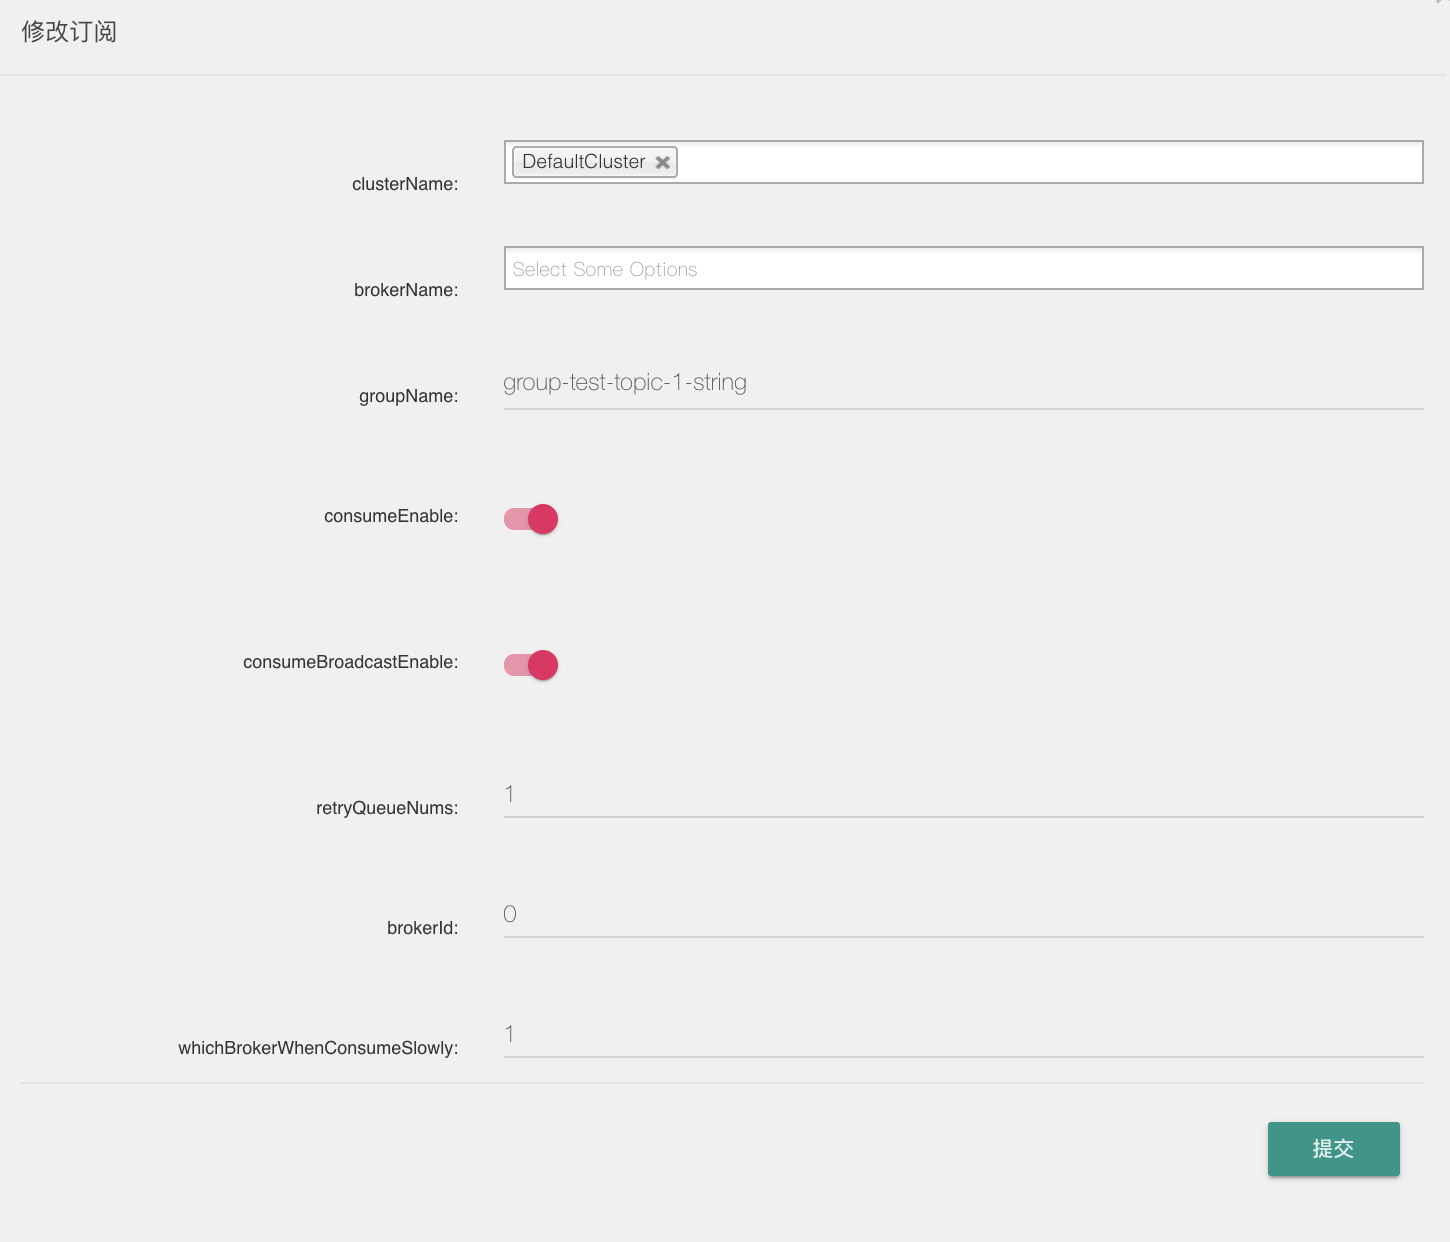 修改订阅
clusterName:
DefaultCluster
brokerName:
Select Some Options
groupName:
group-test-topic-1-string
consumeEnable:
consumeBroadcastEnable:
retryQueueNums:
1
brokerId:
0
whichBrokerWhenConsumeSlowly:
1
提交